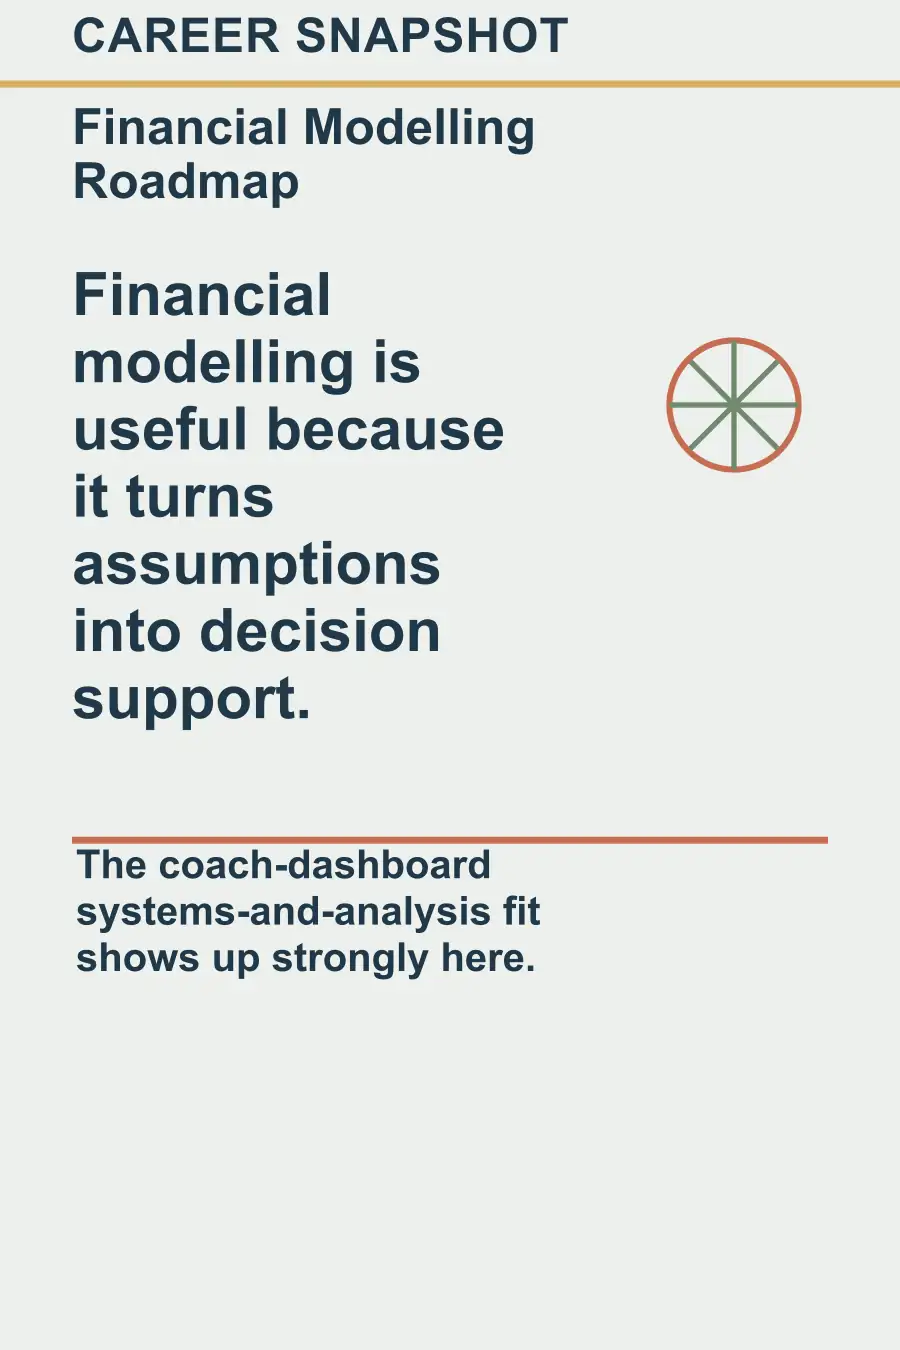 CAREER SNAPSHOT
Financial Modelling
Roadmap
Financial
modelling is
useful because
it turns
assumptions
into decision
support.
The coach-dashboard
systems-and-analysis fit
shows up strongly here.